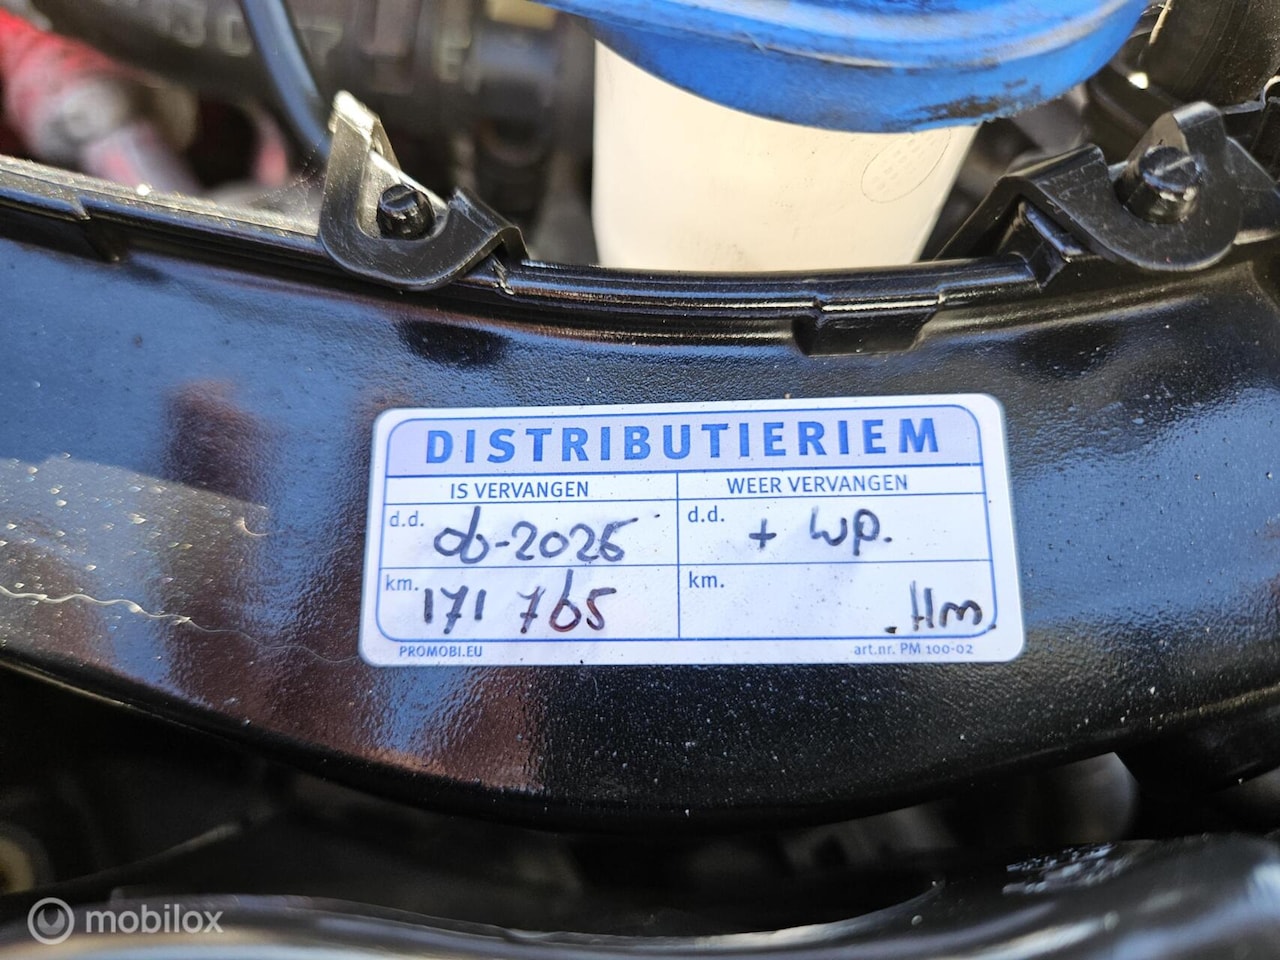 DISTRIBUTIERIEM
IS VERVANGEN
WEER VERVANGEN
d.d. 06-2025
d.d. + WP.
km. 171 765
km. Hm
PROMOBI.EU
art.nr. PM 100-02
mobilox